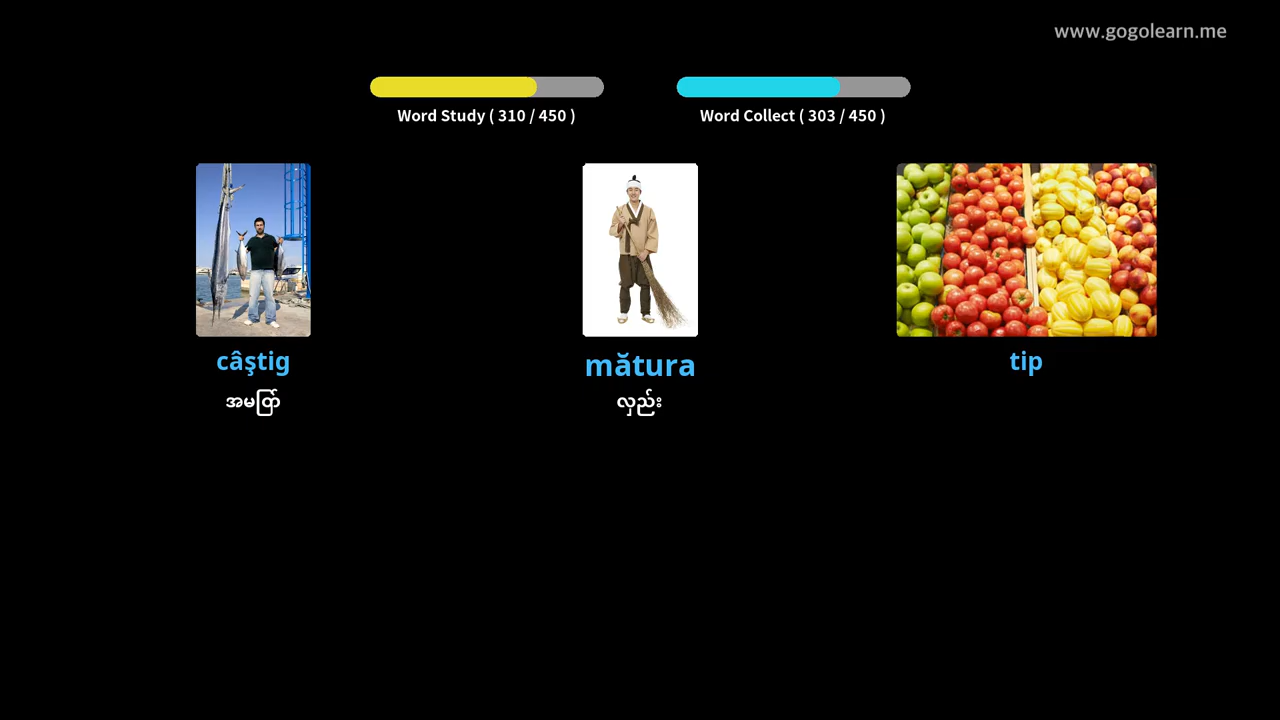 www.gogolearn.me
Word Study ( 310 / 450 )
Word Collect ( 303 / 450 )
câştig
mătura
tip
အမြတ်
လှည်း